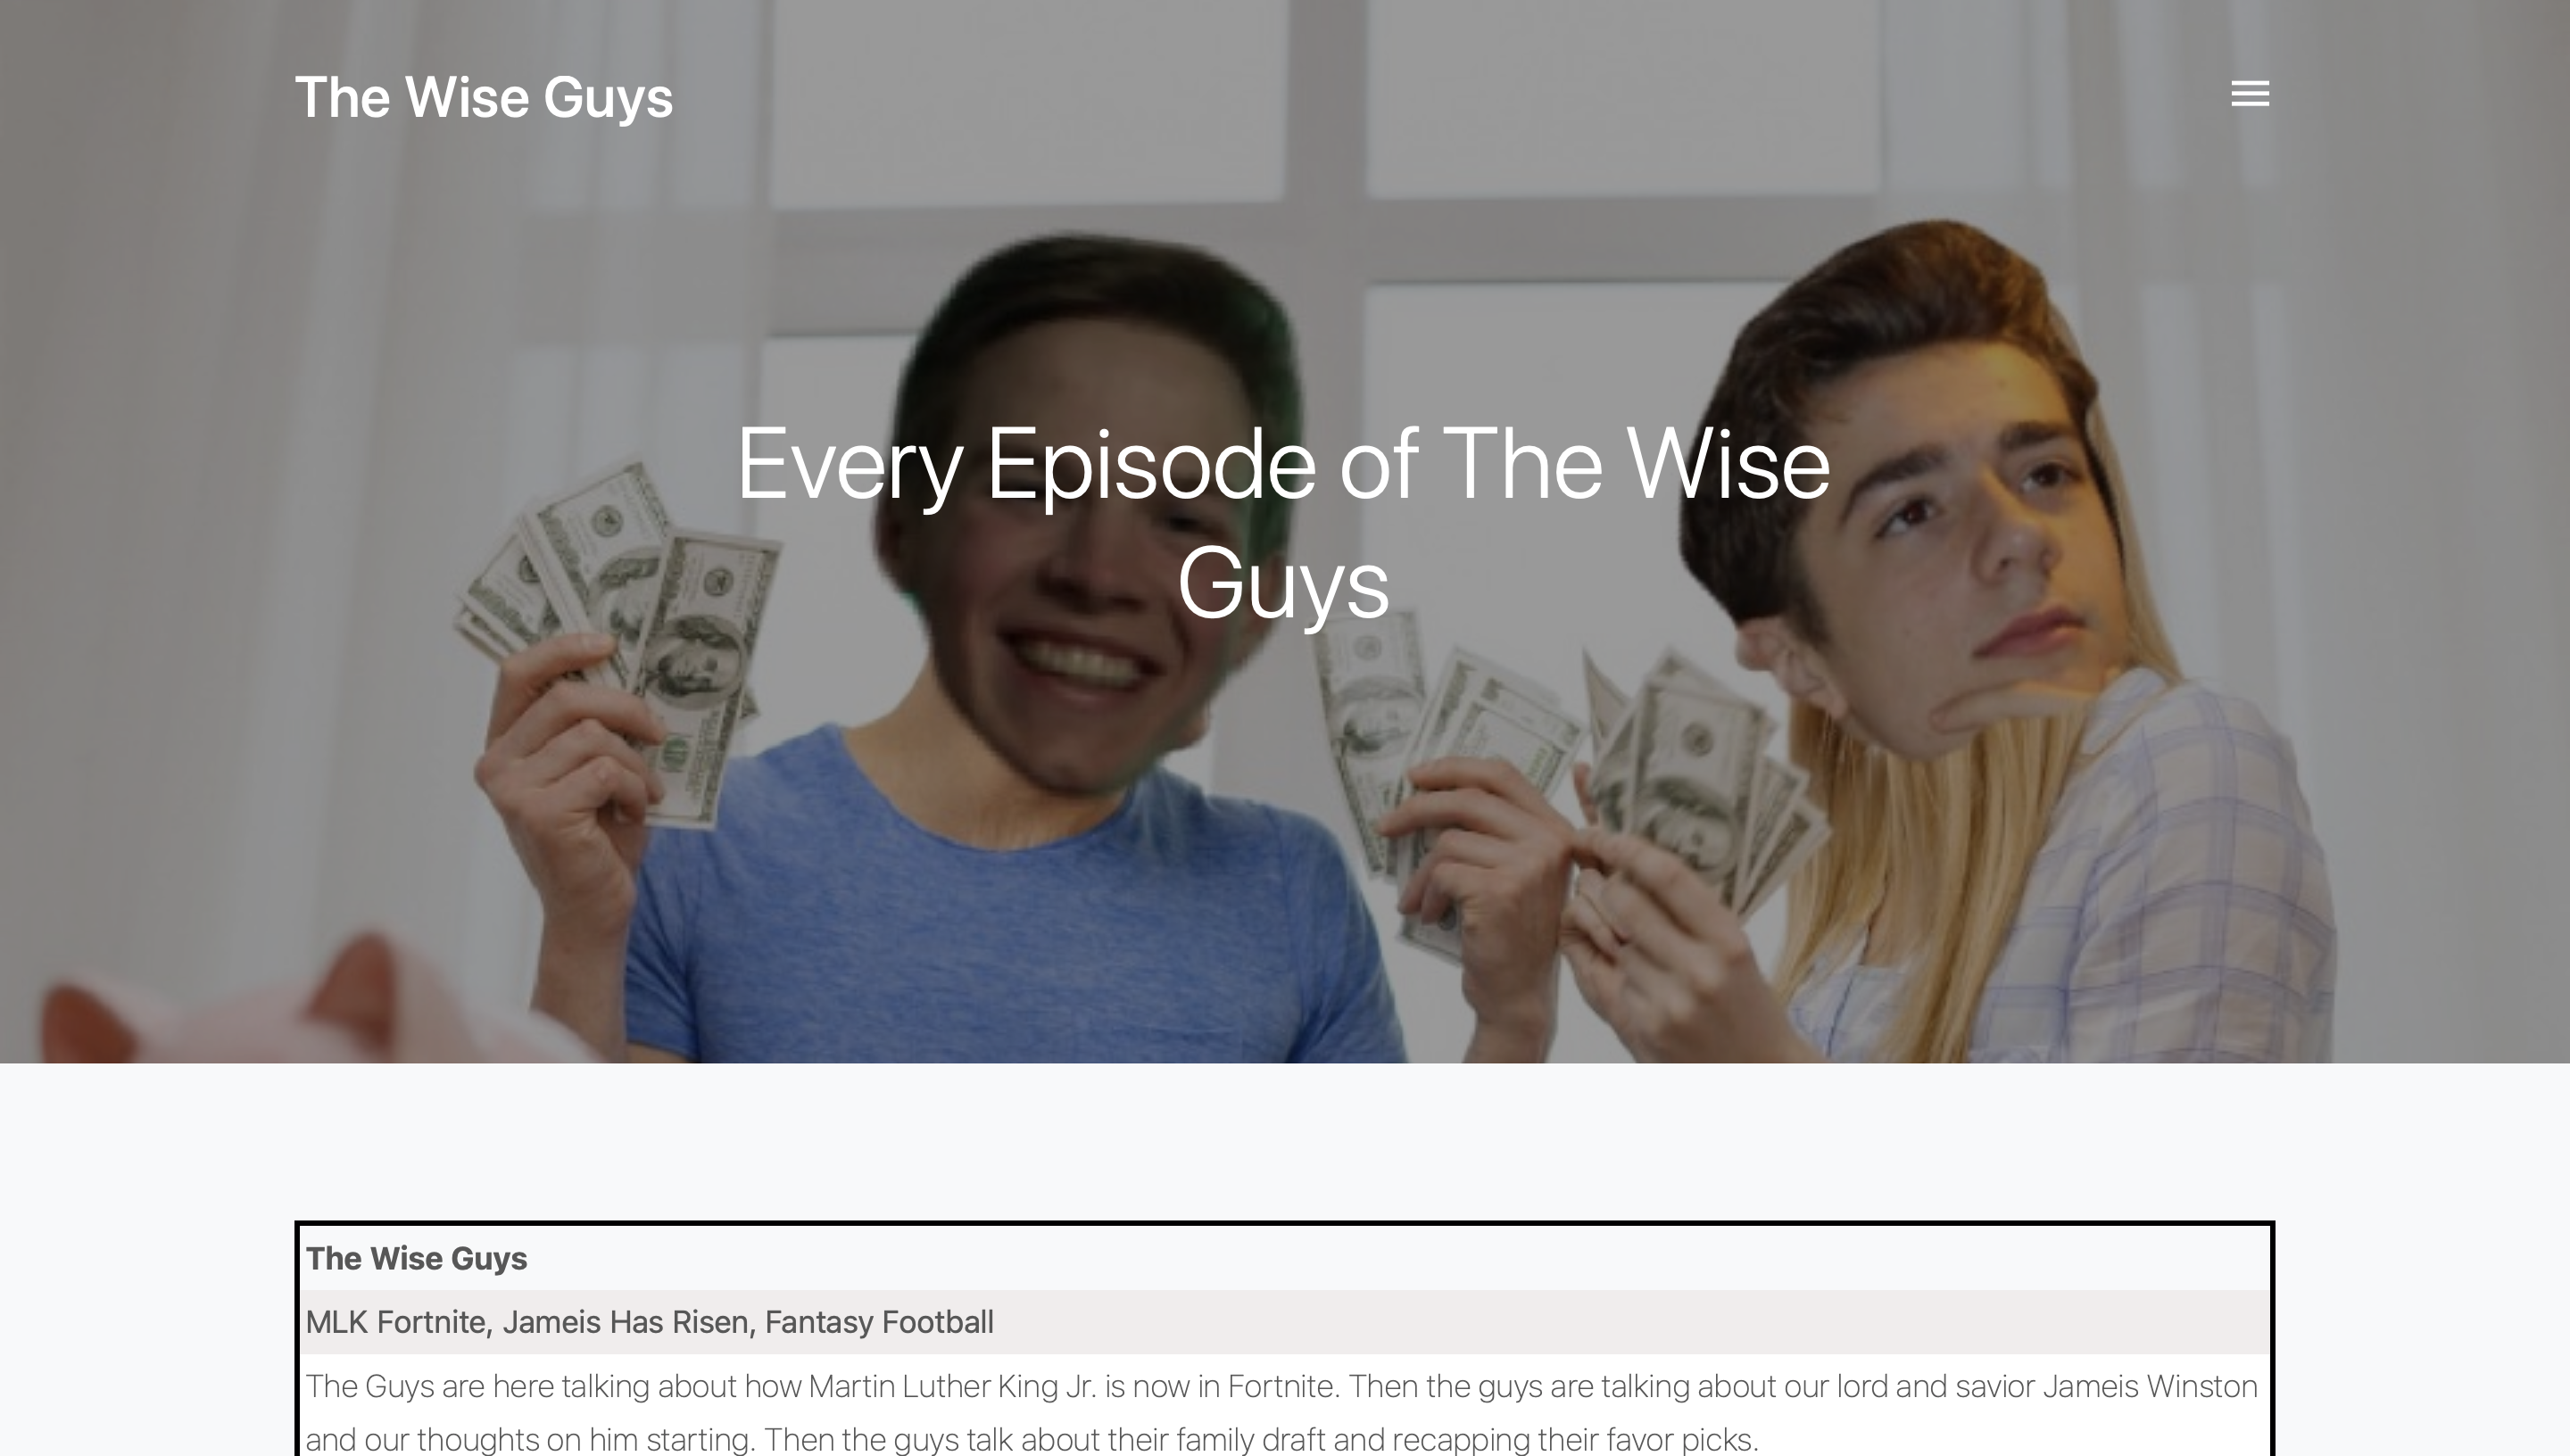 The Wise Guys
Every Episode of The Wise
Guys
The Wise Guys
MLK Fortnite, Jameis Has Risen, Fantasy Football
The Guys are here talking about how Martin Luther King Jr. is now in Fortnite. Then the guys are talking about our lord and savior Jameis Winston
and our thoughts on him starting. Then the guys talk about their family draft and recapping their favor picks.